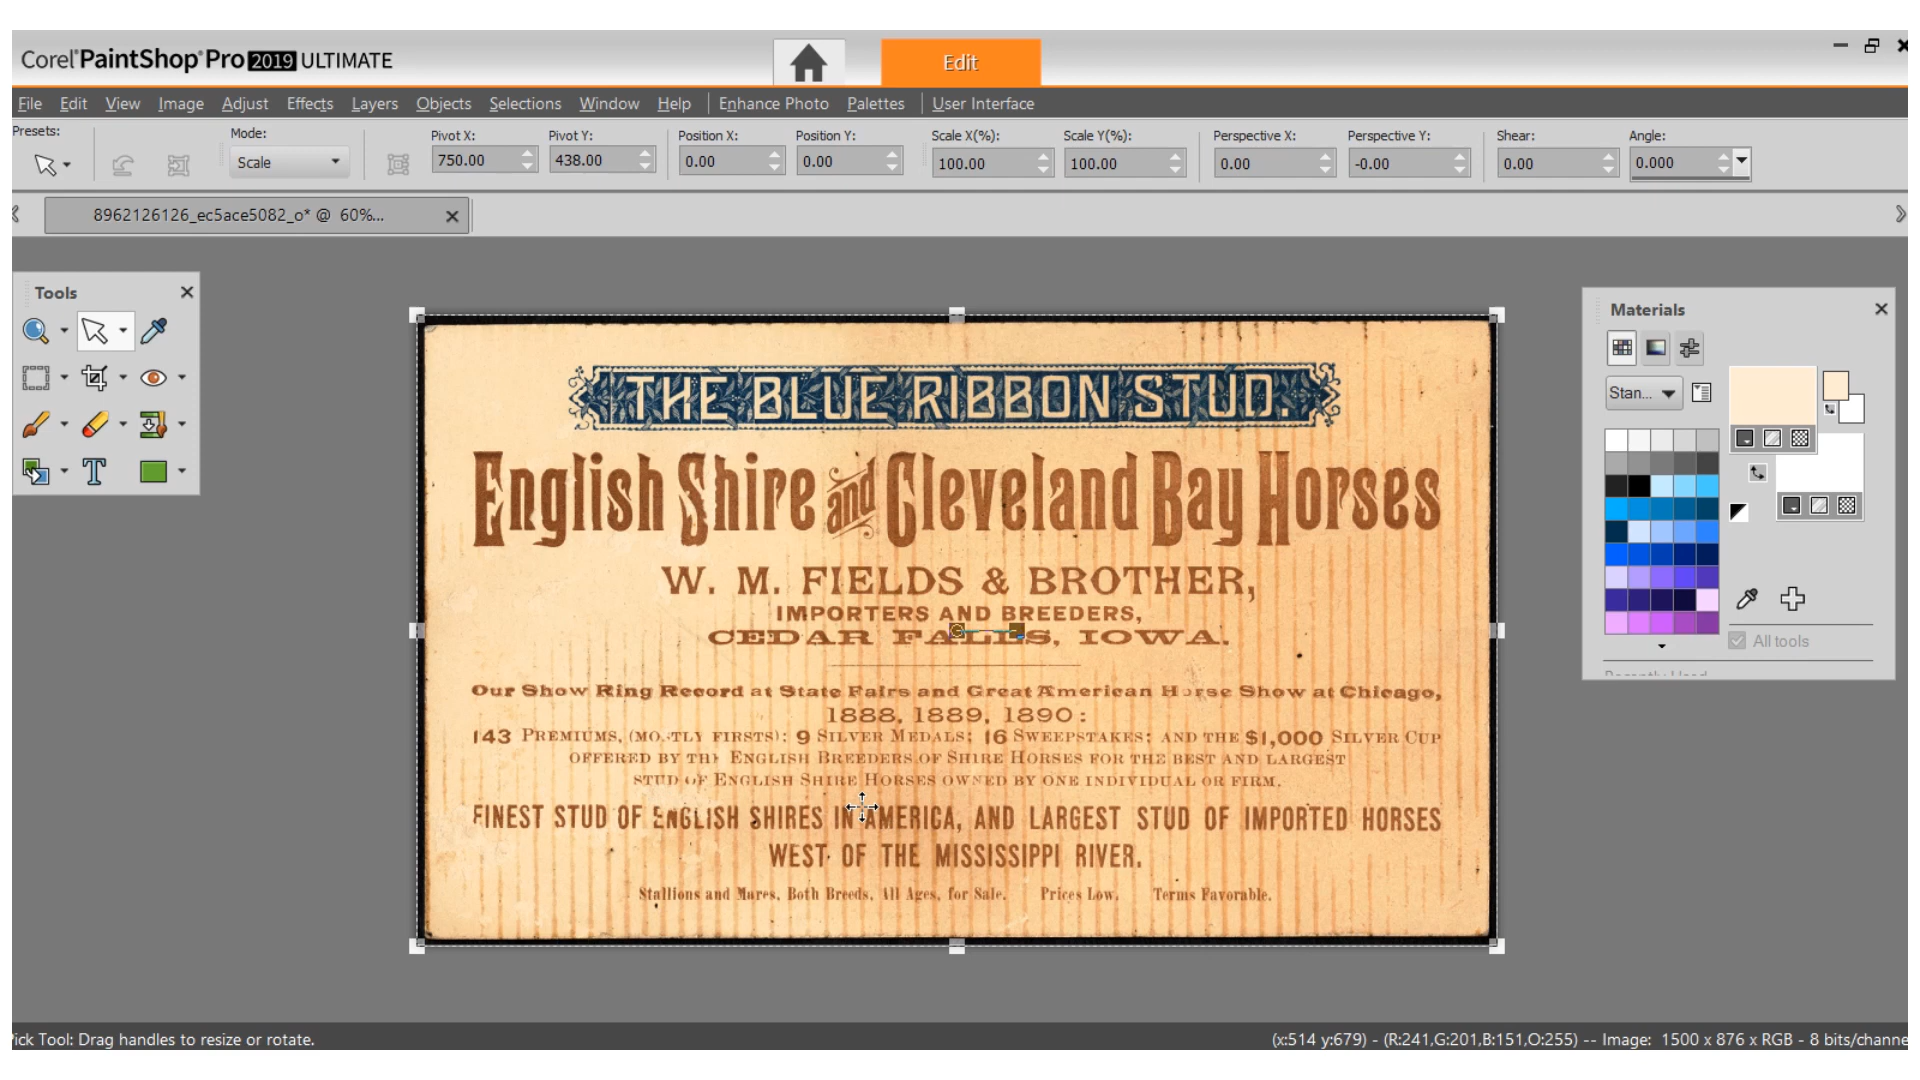 Corel PaintShop Pro 2019 ULTIMATE
Edit
File Edit View Image Adjust Effects Layers Objects Selections Window Help Enhance Photo Palettes User Interface
Presets: Mode: Pivot X: Pivot Y: Position X: Position Y: Scale X(%): Scale Y(%): Perspective X: Perspective Y: Shear: Angle:
Scale 750.00 438.00 0.00 0.00 100.00 100.00 0.00 -0.00 0.00 0.000
8962126126_ec5ace5082_o* @ 60%...
Tools
Materials
Stan...
All tools
THE BLUE RIBBON STUD.
English Shire and Cleveland Bay Horses
W. M. FIELDS & BROTHER,
IMPORTERS AND BREEDERS,
CEDAR FALLS, IOWA.
Our Show Ring Record at State Fairs and Great American Horse Show at Chicago,
1888, 1889, 1890:
143 PREMIUMS, (MOSTLY FIRSTS); 9 SILVER MEDALS; 16 SWEEPSTAKES; AND THE $1,000 SILVER CUP
OFFERED BY THE ENGLISH BREEDERS OF SHIRE HORSES FOR THE BEST AND LARGEST
STUD OF ENGLISH SHIRE HORSES OWNED BY ONE INDIVIDUAL OR FIRM.
FINEST STUD OF ENGLISH SHIRES IN AMERICA, AND LARGEST STUD OF IMPORTED HORSES
WEST OF THE MISSISSIPPI RIVER.
Stallions and Mares, Both Breeds, All Ages, for Sale. Prices Low. Terms Favorable.
ick Tool: Drag handles to resize or rotate.
(x:514 y:679) - (R:241,G:201,B:151,O:255) -- Image: 1500 x 876 x RGB - 8 bits/channe